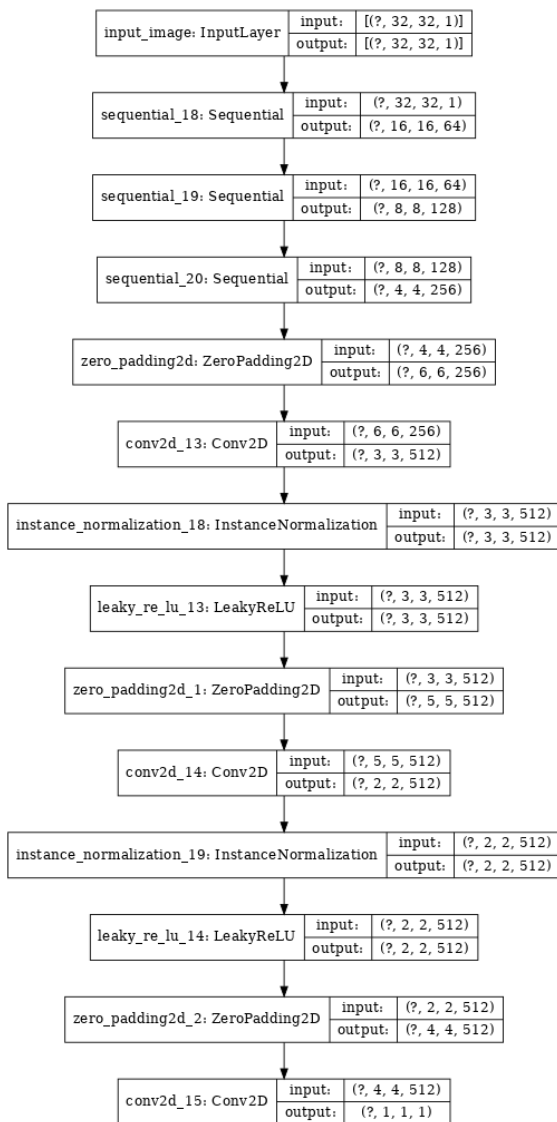 input_image: InputLayer
input:
[(?, 32, 32, 1)]
output:
[(?, 32, 32, 1)]
sequential_18: Sequential
input:
(?, 32, 32, 1)
output:
(?, 16, 16, 64)
sequential_19: Sequential
input:
(?, 16, 16, 64)
output:
(?, 8, 8, 128)
sequential_20: Sequential
input:
(?, 8, 8, 128)
output:
(?, 4, 4, 256)
zero_padding2d: ZeroPadding2D
input:
(?, 4, 4, 256)
output:
(?, 6, 6, 256)
conv2d_13: Conv2D
input:
(?, 6, 6, 256)
output:
(?, 3, 3, 512)
instance_normalization_18: InstanceNormalization
input:
(?, 3, 3, 512)
output:
(?, 3, 3, 512)
leaky_re_lu_13: LeakyReLU
input:
(?, 3, 3, 512)
output:
(?, 3, 3, 512)
zero_padding2d_1: ZeroPadding2D
input:
(?, 3, 3, 512)
output:
(?, 5, 5, 512)
conv2d_14: Conv2D
input:
(?, 5, 5, 512)
output:
(?, 2, 2, 512)
instance_normalization_19: InstanceNormalization
input:
(?, 2, 2, 512)
output:
(?, 2, 2, 512)
leaky_re_lu_14: LeakyReLU
input:
(?, 2, 2, 512)
output:
(?, 2, 2, 512)
zero_padding2d_2: ZeroPadding2D
input:
(?, 2, 2, 512)
output:
(?, 4, 4, 512)
conv2d_15: Conv2D
input:
(?, 4, 4, 512)
output:
(?, 1, 1, 1)